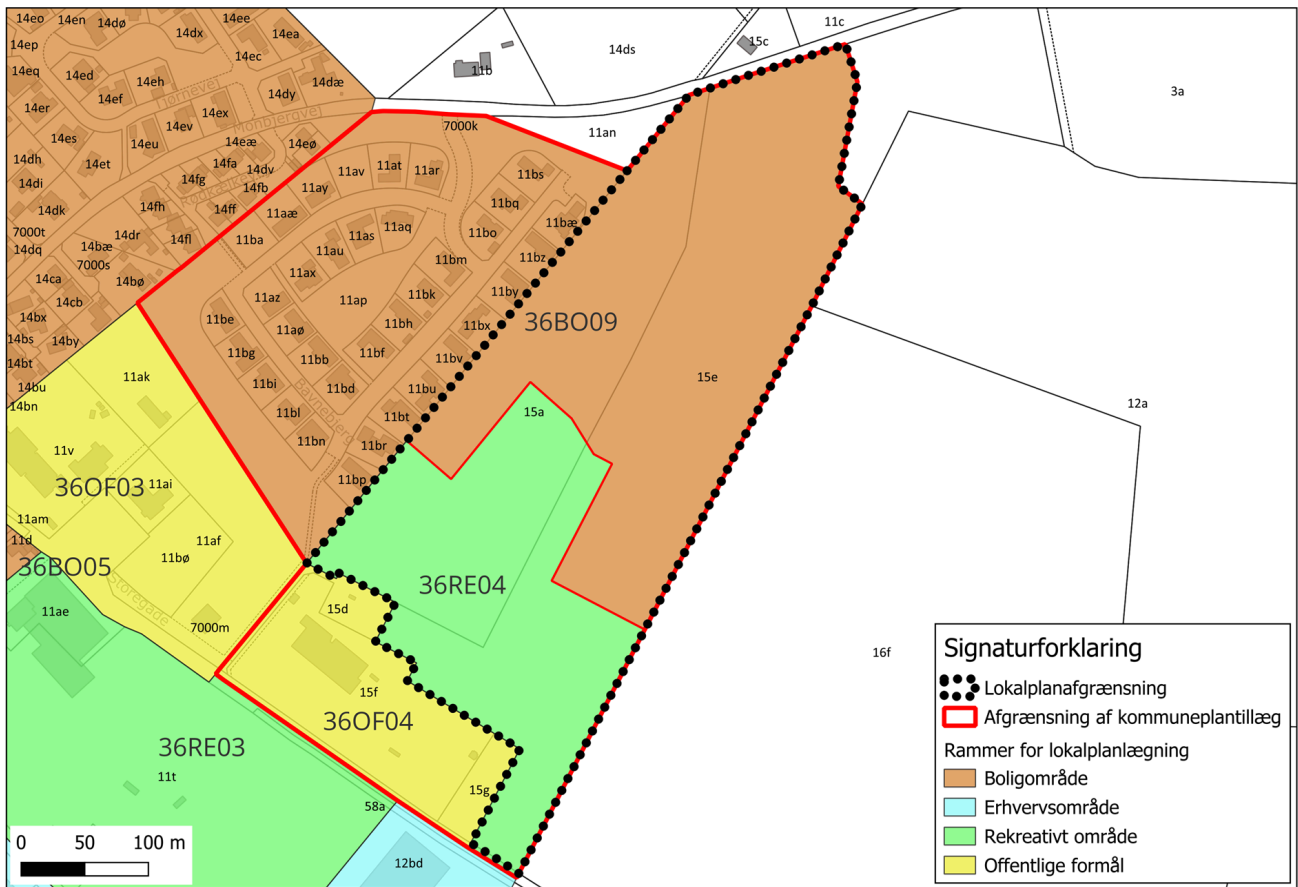 14eo
14en
14dø
14ee
14dx
14ea
14ep
14ec
14eq
14ed
14eh
14dæ
14ef
14dy
14er
Tjørnevej
14ex
14ev
Monbjergvej
14es
14eu
14eæ
14eø
14dh
14et
14fa
14dv
14di
14fg
14fb
Rødkælkevej
14dk
14fh
14ff
7000t
14dr
14fl
14dq
14bæ
7000s
14ca
14bø
14cb
14bx
14bs
14by
14bt
14bu
14bn
11b
14ds
15c
11c
3a
7000k
11an
11av
11at
11ar
11ay
11bs
11aæ
11bq
11ba
11as
11aq
11bo
11bæ
11au
11bm
11bz
11ax
11az
11ap
11bk
11by
11be
11aø
11bh
11bx
36BO09
11bg
11bb
11bf
11bv
11bi
11bd
11bu
15e
11bl
Bavnebjerg
11bt
15a
12a
11bn
11br
11bp
11ak
11v
36OF03
11ai
11am
11d
11af
36BO05
11bø
Storegade
11ae
7000m
15d
36RE04
15f
36OF04
36RE03
11t
58a
15g
12bd
16f
0 50 100 m
Signaturforklaring
Lokalplanafgrænsning
Afgrænsning af kommuneplantillæg
Rammer for lokalplanlægning
Boligområde
Erhvervsområde
Rekreativt område
Offentlige formål